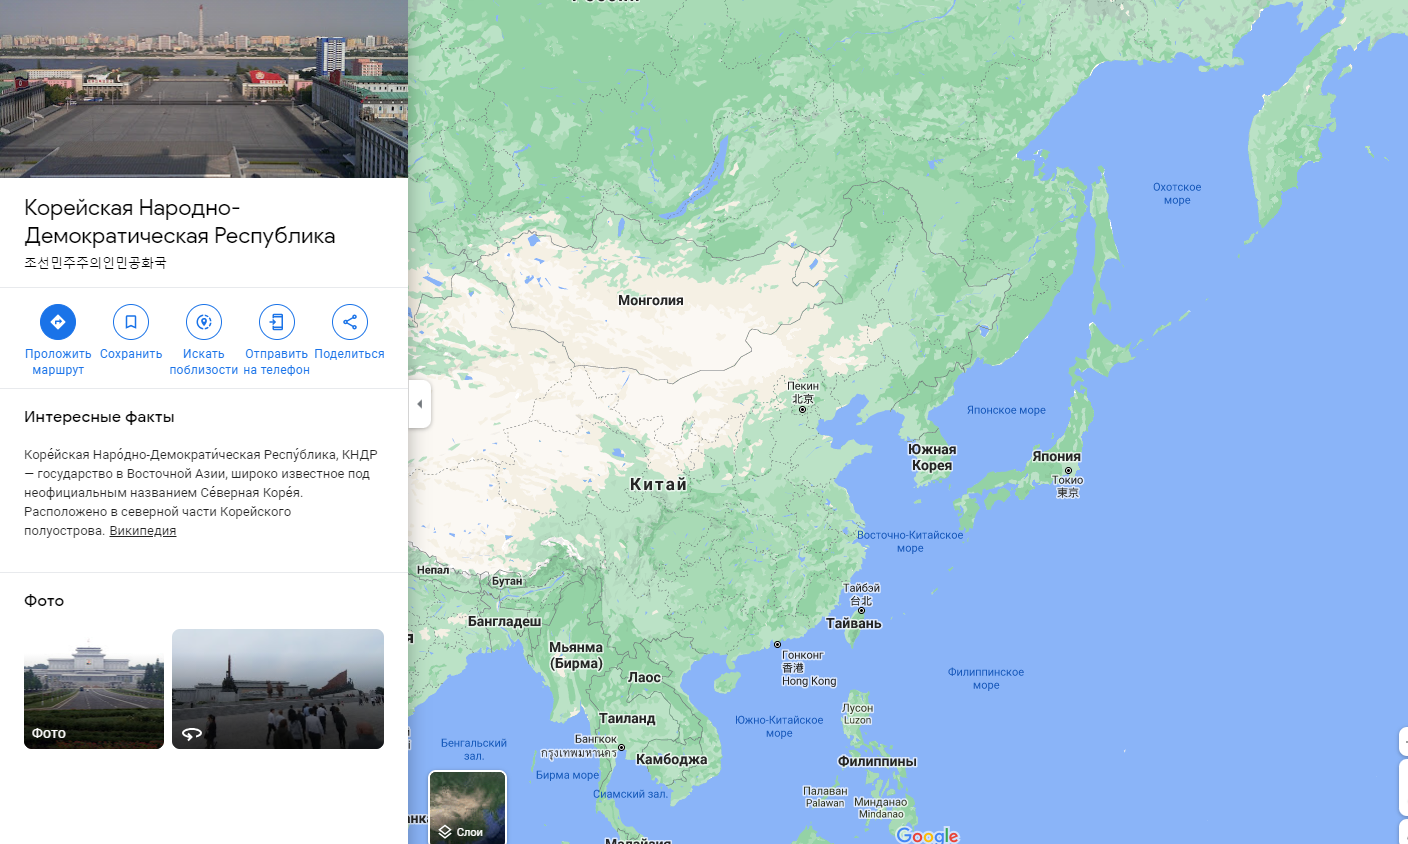 Корейская Народно-
Демократическая Республика
조선민주주의인민공화국
Проложить маршрут
Сохранить
Искать поблизости
Отправить на телефон
Поделиться
Интересные факты
Коре́йская Наро́дно-Демократи́ческая Респу́блика, КНДР
— государство в Восточной Азии, широко известное под
неофициальным названием Се́верная Коре́я.
Расположено в северной части Корейского
полуострова. Википедия
Фото
Фото
Охотское
море
Монголия
Пекин
北京
Японское море
Южная
Корея
Япония
Токио
東京
Китай
Восточно-Китайское
море
Непал
Бутан
Тайбэй
台北
Тайвань
Бангладеш
Мьянма
(Бирма)
Гонконг
香港
Hong Kong
Лаос
Филиппинское
море
Таиланд
Лусон
Luzon
Южно-Китайское
море
Бангкок
กรุงเทพมหานคร
Бенгальский
зал.
Камбоджа
Филиппины
Бирма море
Сиамский зал.
Палаван
Palawan
Минданао
Mindanao
Слои
Google
Малайзия